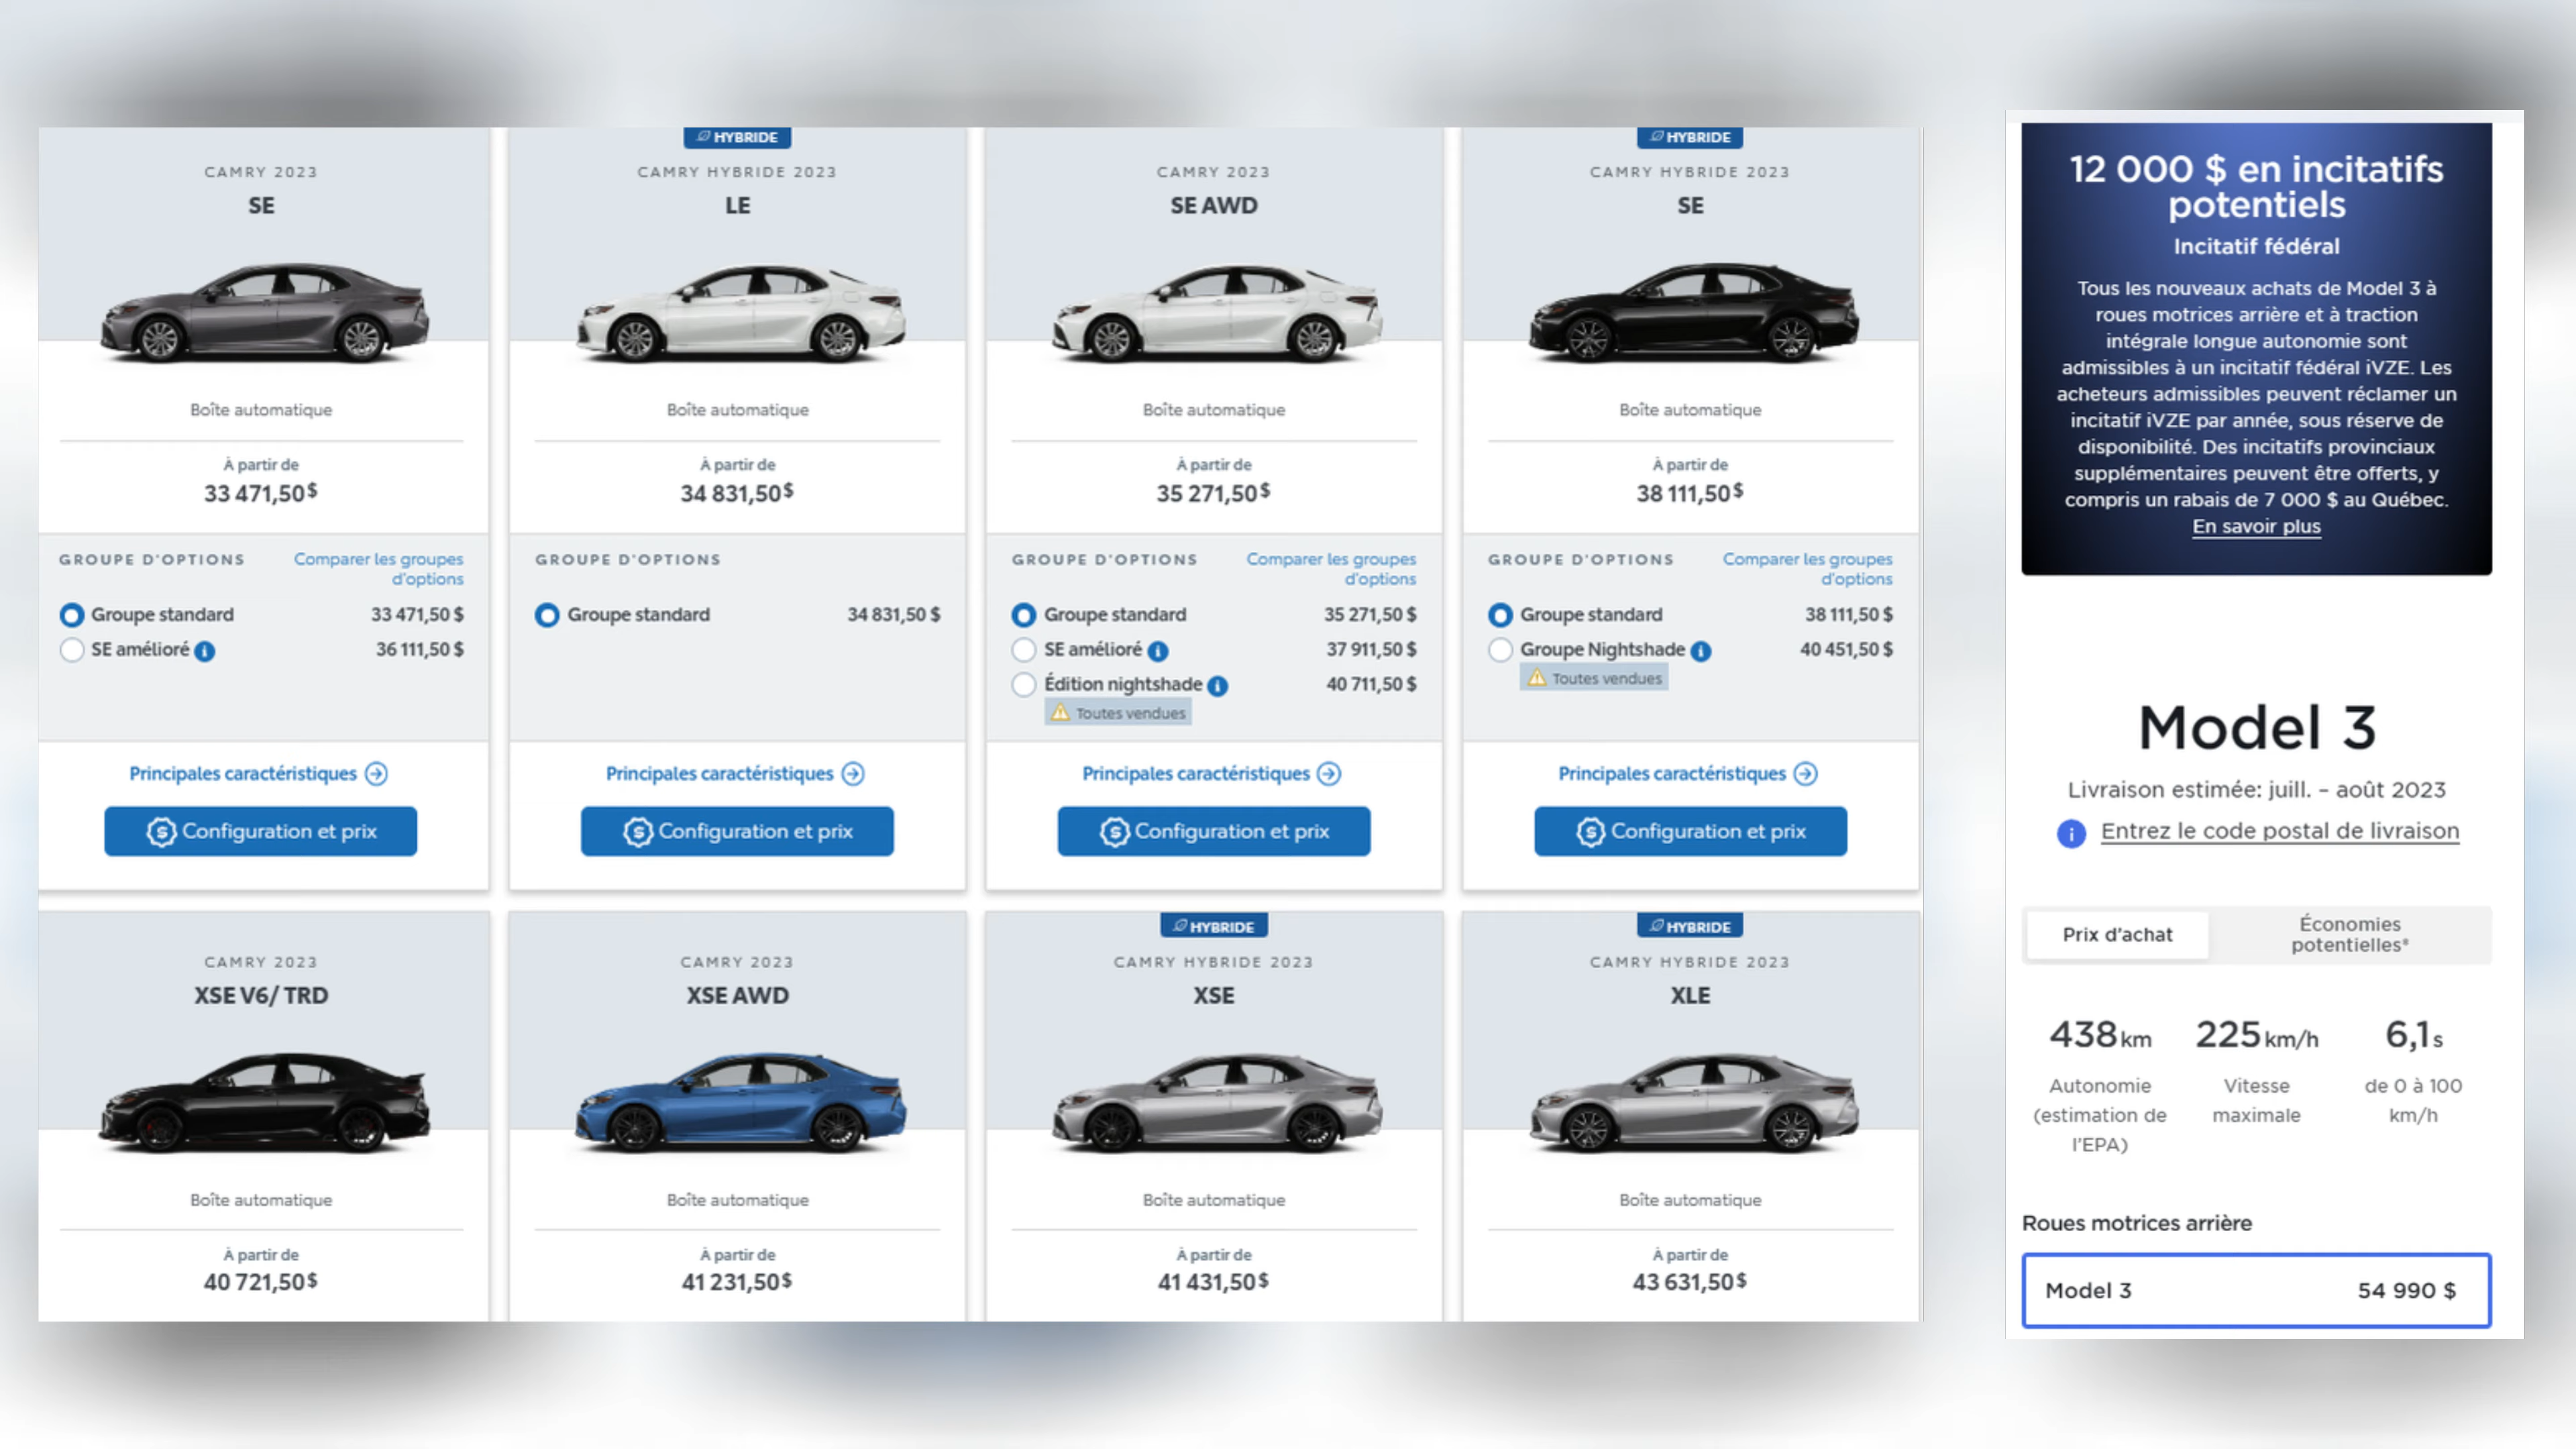 CAMRY 2023
SE
Boîte automatique
À partir de
33 471,50$
GROUPE D'OPTIONS
Comparer les groupes
d'options
Groupe standard 33 471,50 $
SE amélioré 36 111,50 $
Principales caractéristiques
Configuration et prix
HYBRIDE
CAMRY HYBRIDE 2023
LE
Boîte automatique
À partir de
34 831,50$
GROUPE D'OPTIONS
Groupe standard 34 831,50 $
Principales caractéristiques
Configuration et prix
CAMRY 2023
SE AWD
Boîte automatique
À partir de
35 271,50$
GROUPE D'OPTIONS
Comparer les groupes
d'options
Groupe standard 35 271,50 $
SE amélioré 37 911,50 $
Édition nightshade 40 711,50 $
Toutes vendues
Principales caractéristiques
Configuration et prix
HYBRIDE
CAMRY HYBRIDE 2023
SE
Boîte automatique
À partir de
38 111,50$
GROUPE D'OPTIONS
Comparer les groupes
d'options
Groupe standard 38 111,50 $
Groupe Nightshade 40 451,50 $
Toutes vendues
Principales caractéristiques
Configuration et prix
CAMRY 2023
XSE V6/ TRD
Boîte automatique
À partir de
40 721,50$
CAMRY 2023
XSE AWD
Boîte automatique
À partir de
41 231,50$
HYBRIDE
CAMRY HYBRIDE 2023
XSE
Boîte automatique
À partir de
41 431,50$
HYBRIDE
CAMRY HYBRIDE 2023
XLE
Boîte automatique
À partir de
43 631,50$
12 000 $ en incitatifs
potentiels
Incitatif fédéral
Tous les nouveaux achats de Model 3 à
roues motrices arrière et à traction
intégrale longue autonomie sont
admissibles à un incitatif fédéral iVZE. Les
acheteurs admissibles peuvent réclamer un
incitatif iVZE par année, sous réserve de
disponibilité. Des incitatifs provinciaux
supplémentaires peuvent être offerts, y
compris un rabais de 7 000 $ au Québec.
En savoir plus
Model 3
Livraison estimée: juill. – août 2023
Entrez le code postal de livraison
Prix d'achat
Économies
potentielles*
438 km
Autonomie
(estimation de
l'EPA)
225 km/h
Vitesse
maximale
6,1 s
de 0 à 100
km/h
Roues motrices arrière
Model 3 54 990 $